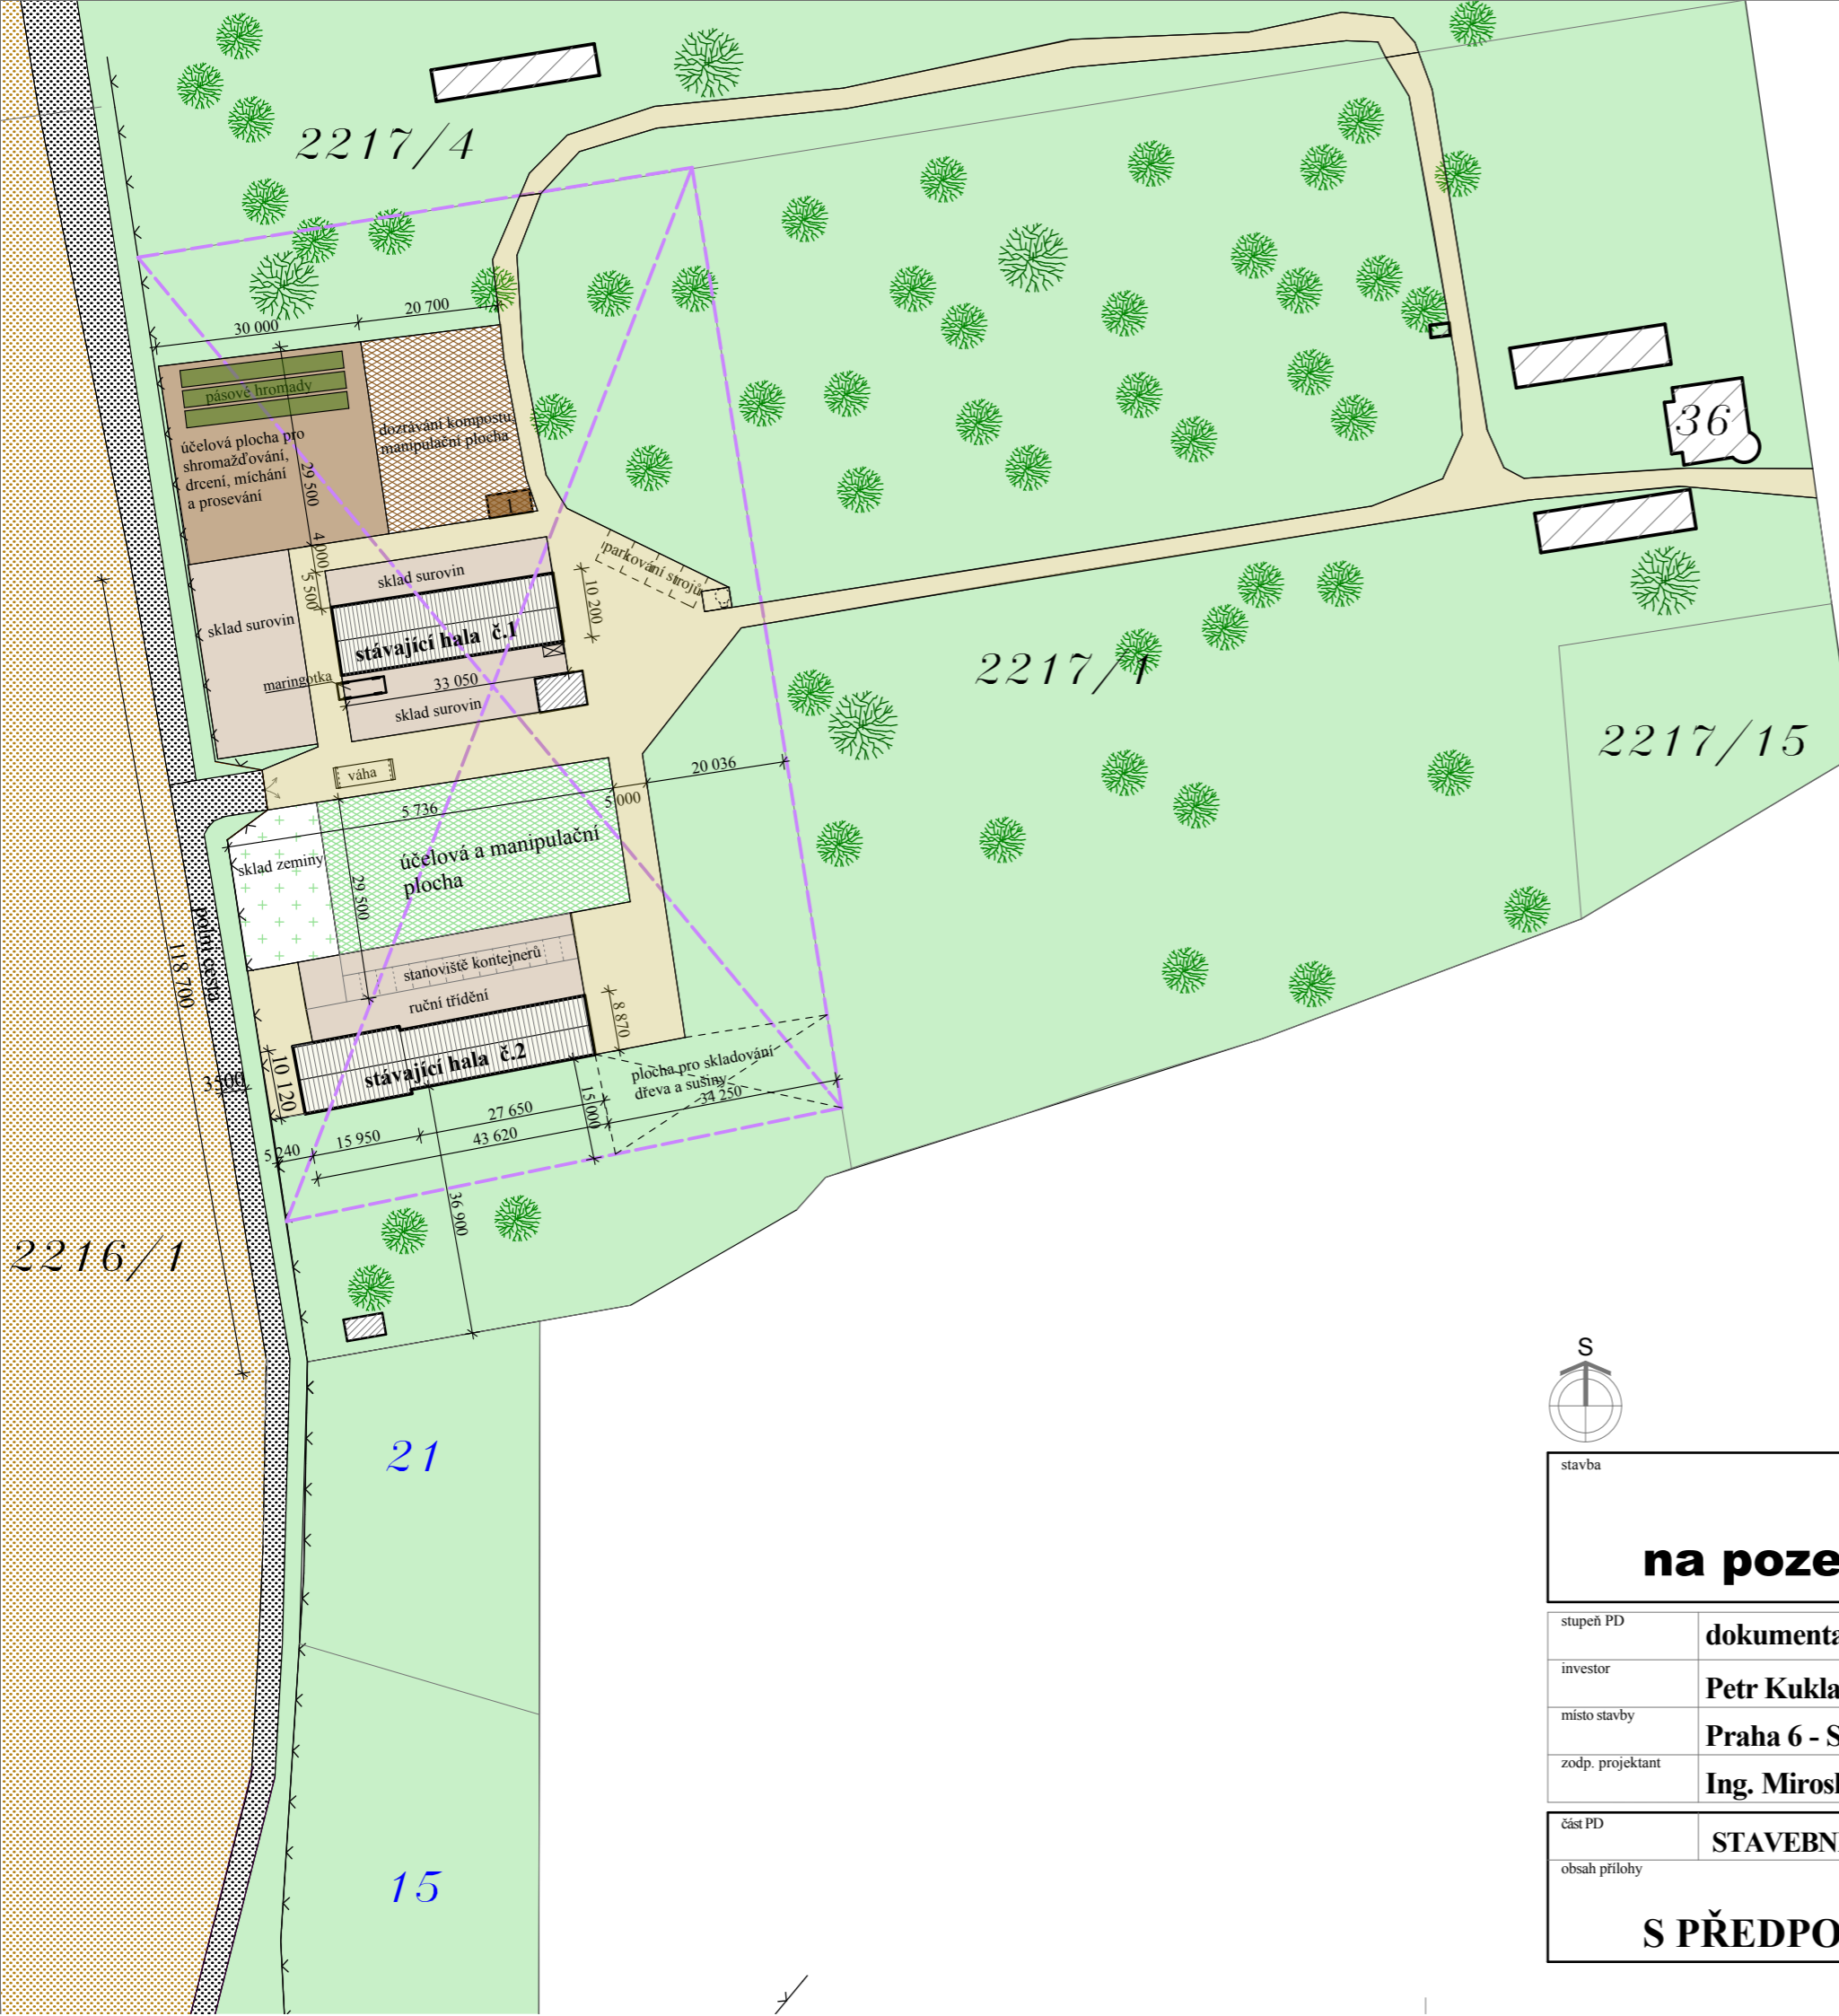 2217/4
30 000
20 700
pásové hromady
účelová plocha pro
shromažďování,
drcení, míchání
a prosevání
29 500
dozrávání kompostu,
manipulační plocha
1
4 000
5 500
sklad surovin
parkování strojů
10 200
sklad surovin
stávající hala č.1
maringotka
33 050
sklad surovin
36
2217/1
2217/15
váha
20 036
5 736
5 000
účelová a manipulační
plocha
sklad zeminy
29 500
polní cesta
118 700
stanoviště kontejnerů
ruční třídění
8 870
stávající hala č.2
10 120
3500
plocha pro skladování
dřeva a sušiny
34 250
15 000
27 650
15 950
43 620
5 240
36 900
2216/1
21
15
S
stavba
na poze
stupeň PD
dokumenta
investor
Petr Kukla
místo stavby
Praha 6 - S
zodp. projektant
Ing. Mirosl
část PD
STAVEBN
obsah přílohy
S PŘEDPO